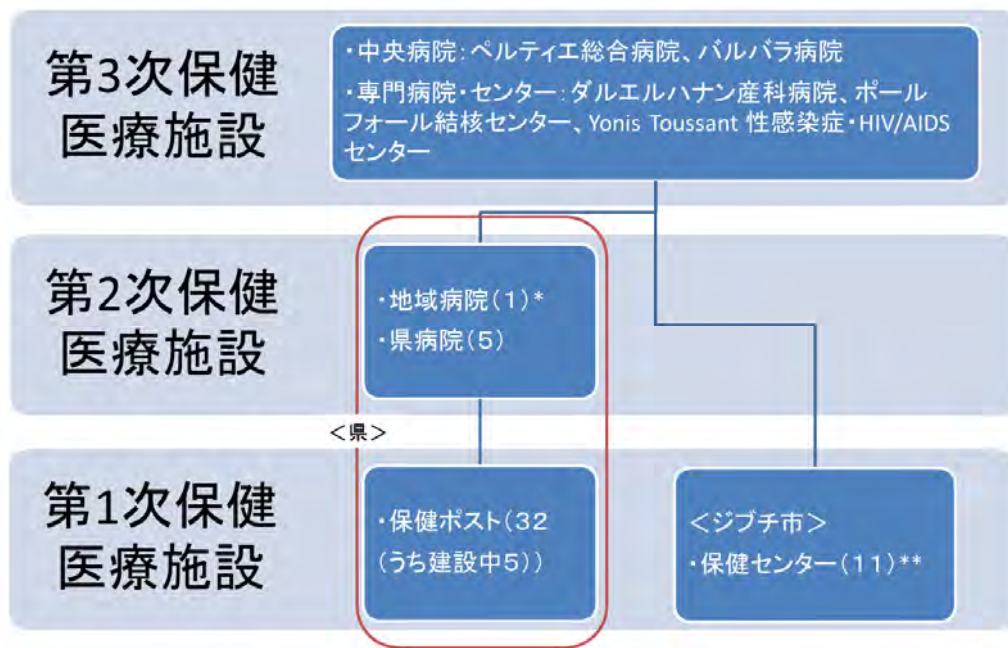 第3次保健
医療施設
・中央病院：ペルティエ総合病院、バルバラ病院
・専門病院・センター：ダルエルハナン産科病院、ポール
フォール結核センター、Yonis Toussant 性感染症・HIV/AIDS
センター
第2次保健
医療施設
・地域病院（1）*
・県病院（5）
＜県＞
第1次保健
医療施設
・保健ポスト（３２
（うち建設中５））
＜ジブチ市＞
・保健センター（１１）**